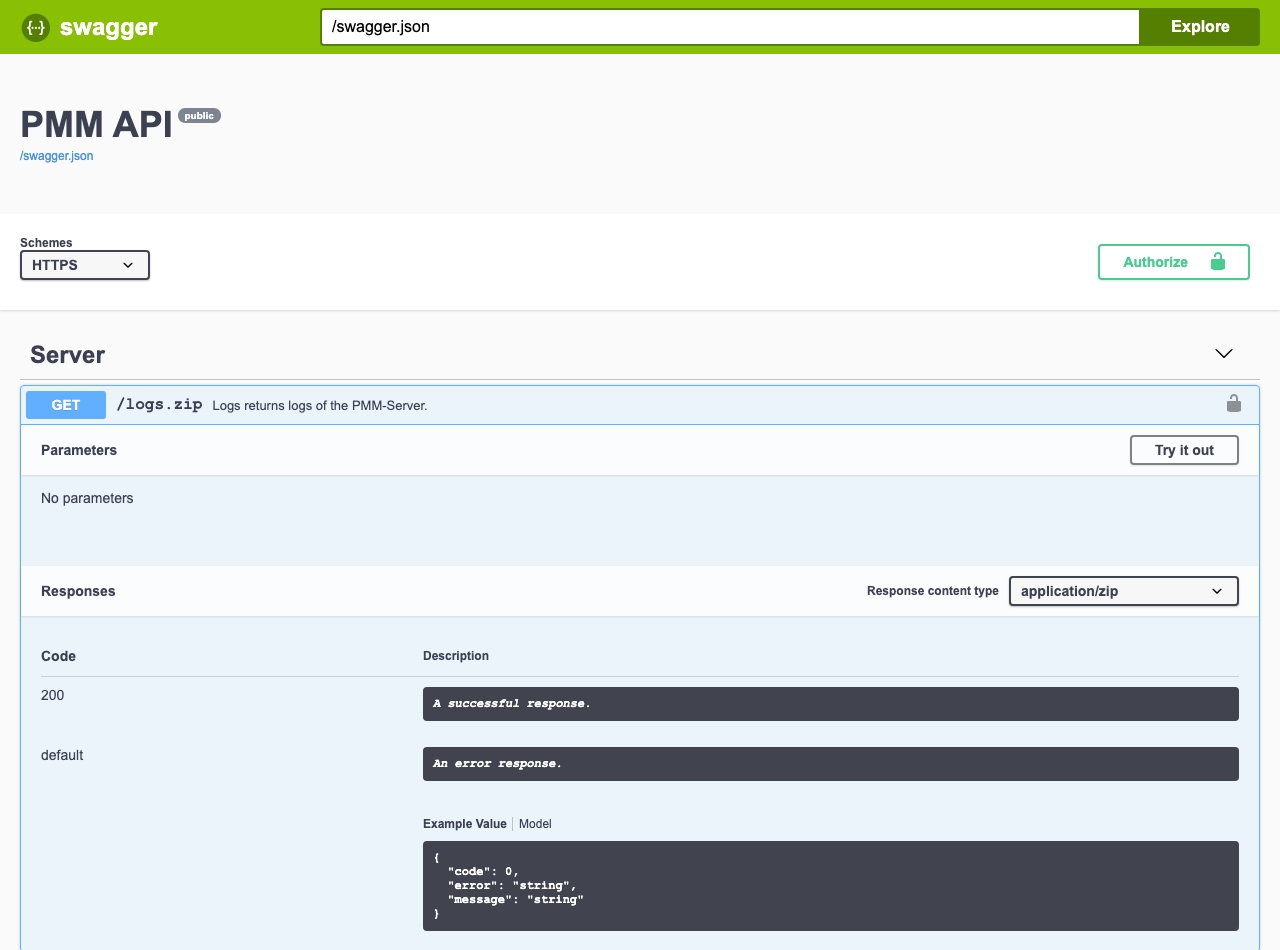 {···} swagger
/swagger.json
Explore
PMM API public
/swagger.json
Schemes
HTTPS
Authorize
Server
GET /logs.zip Logs returns logs of the PMM-Server.
Parameters
Try it out
No parameters
Responses
Response content type application/zip
Code Description
200 A successful response.
default An error response.
Example Value Model
{
  "code": 0,
  "error": "string",
  "message": "string"
}